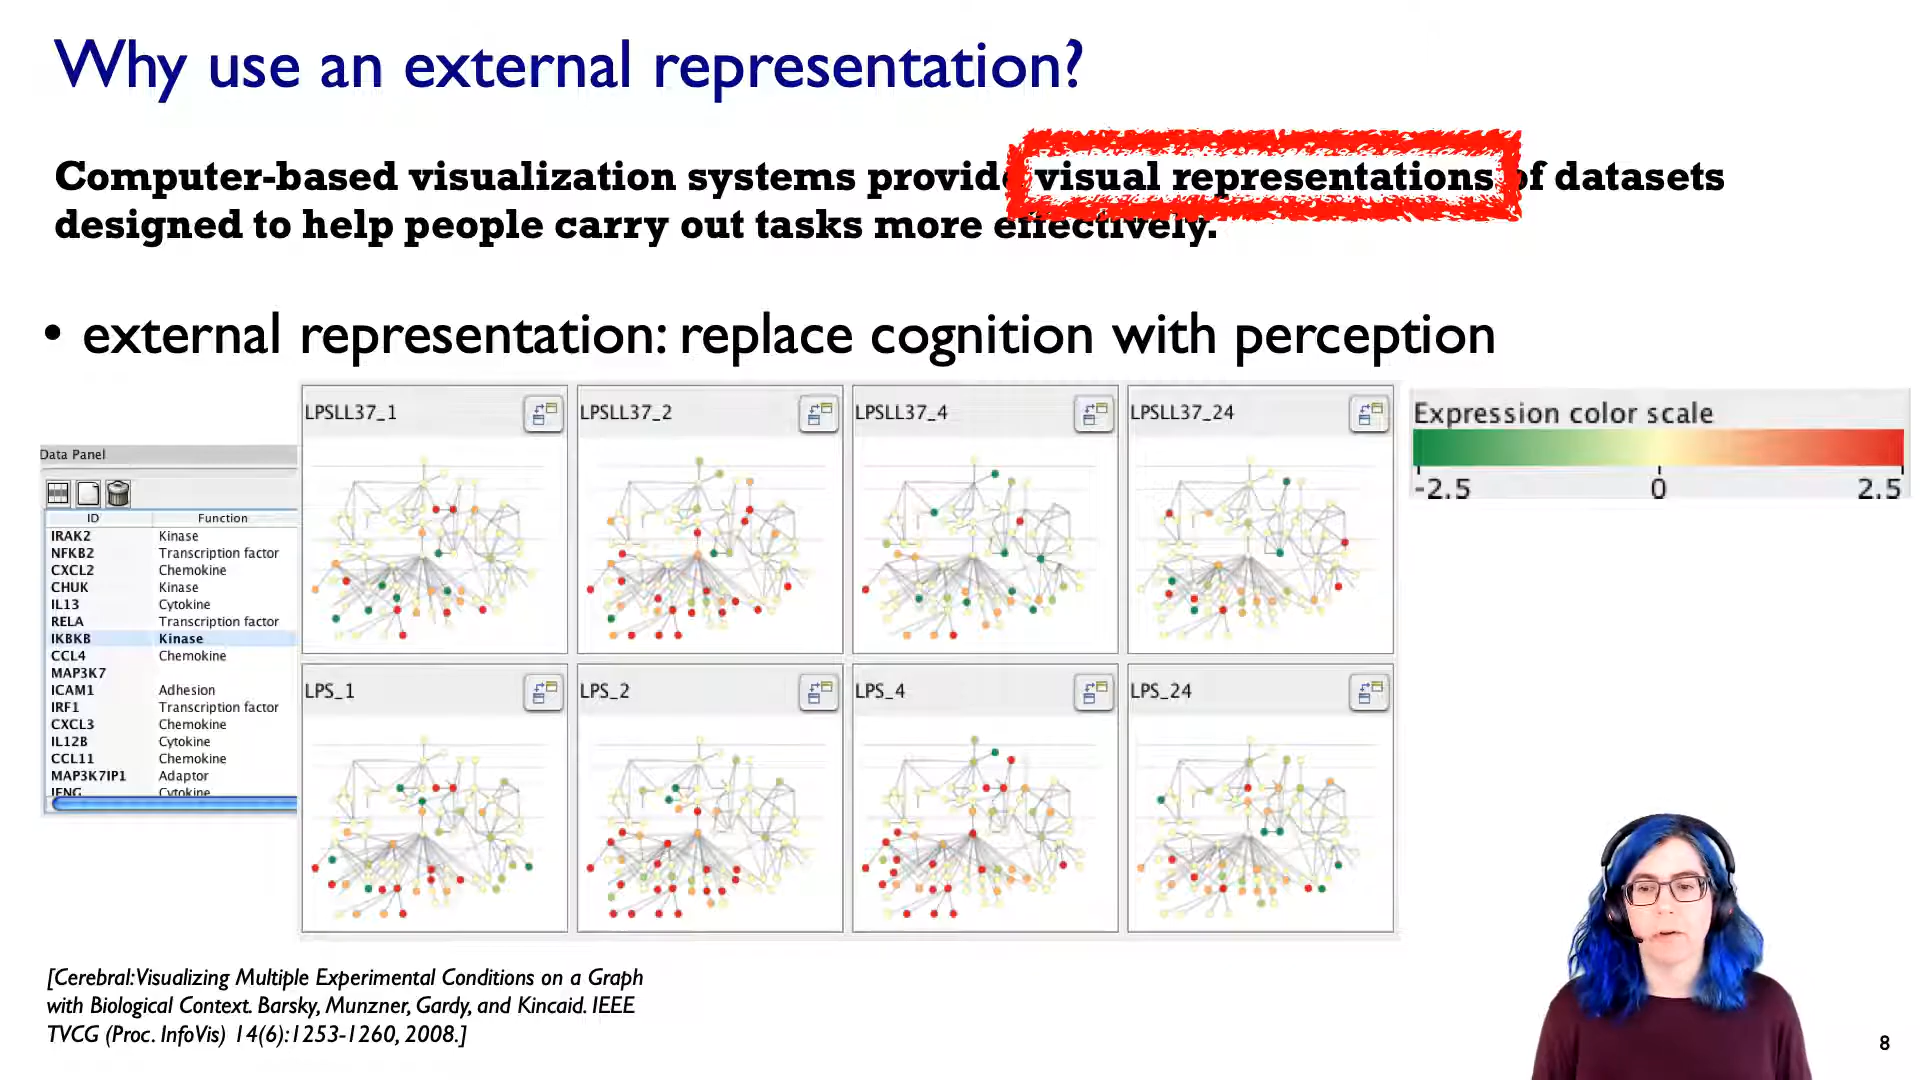 Why use an external representation?
Computer-based visualization systems provide visual representations of datasets
designed to help people carry out tasks more effectively.
• external representation: replace cognition with perception
Data Panel
ID Function
IRAK2 Kinase
NFKB2 Transcription factor
CXCL2 Chemokine
CHUK Kinase
IL13 Cytokine
RELA Transcription factor
IKBKB Kinase
CCL4 Chemokine
MAP3K7
ICAM1 Adhesion
IRF1 Transcription factor
CXCL3 Chemokine
IL12B Cytokine
CCL11 Chemokine
MAP3K7IP1 Adaptor
IFNG Cytokine
LPSLL37_1 LPSLL37_2 LPSLL37_4 LPSLL37_24
LPS_1 LPS_2 LPS_4 LPS_24
Expression color scale
-2.5 0 2.5
[Cerebral: Visualizing Multiple Experimental Conditions on a Graph
with Biological Context. Barsky, Munzner, Gardy, and Kincaid. IEEE
TVCG (Proc. InfoVis) 14(6):1253-1260, 2008.]
8